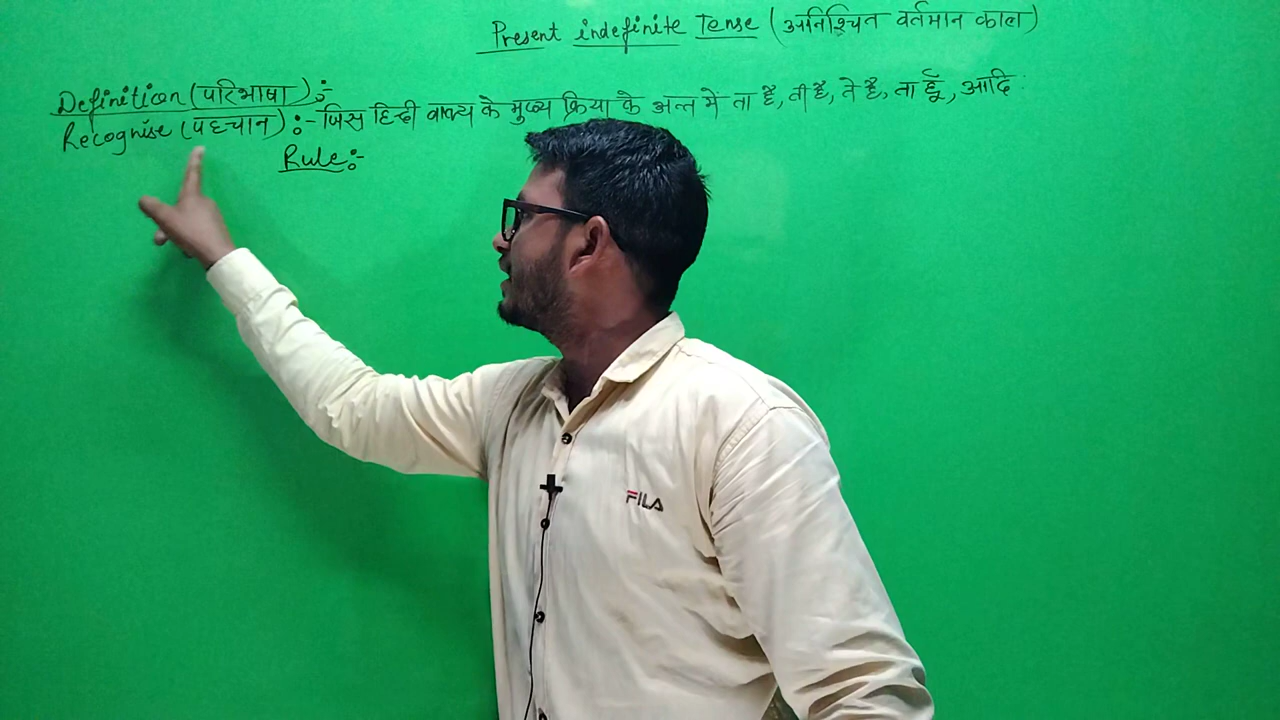 Present indefinite Tense (अनिश्चित वर्तमान काल)
Definition (परिभाषा) :-
Recognise (पहचान) :- जिस हिन्दी वाक्य के मुख्य क्रिया के अन्त में ता है, ती है, ते है, ता हूँ, आदि
Rule:-
FILA